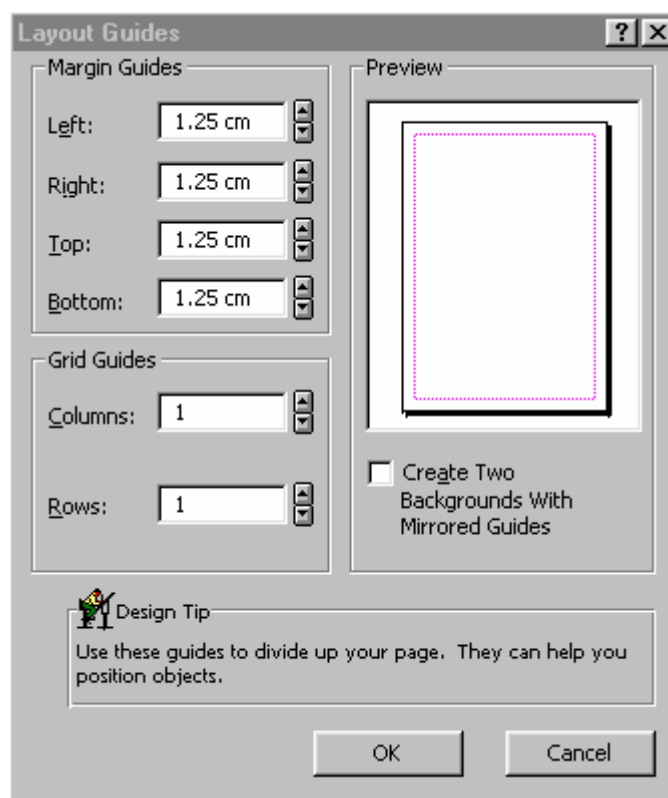 Layout Guides
?
Margin Guides
Left:
1.25 cm
Right:
1.25 cm
Top:
1.25 cm
Bottom:
1.25 cm
Grid Guides
Columns:
1
Rows:
1
Preview
Create Two
Backgrounds With
Mirrored Guides
Design Tip
Use these guides to divide up your page. They can help you
position objects.
OK
Cancel